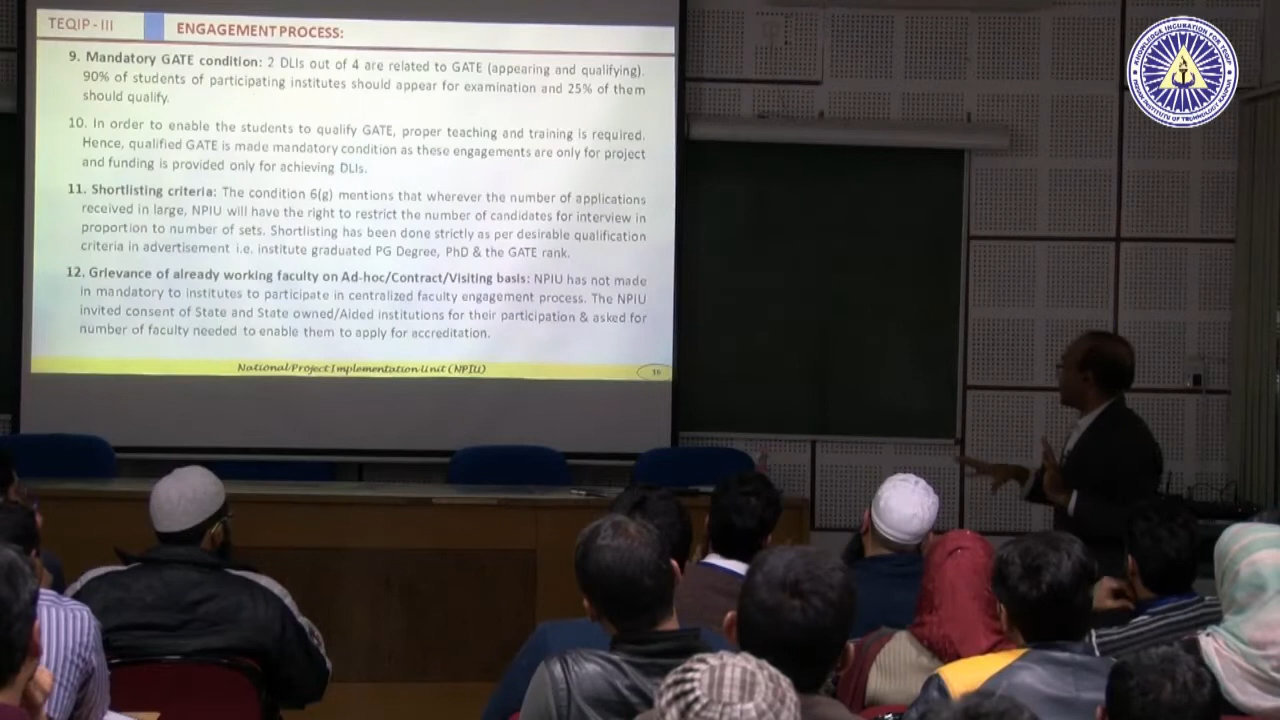 TEQIP - III
ENGAGEMENT PROCESS:
9. Mandatory GATE condition: 2 DLIs out of 4 are related to GATE (appearing and qualifying).
90% of students of participating institutes should appear for examination and 25% of them
should qualify.
10. In order to enable the students to qualify GATE, proper teaching and training is required.
Hence, qualified GATE is made mandatory condition as these engagements are only for project
and funding is provided only for achieving DLIs.
11. Shortlisting criteria: The condition 6(g) mentions that wherever the number of applications
received in large, NPIU will have the right to restrict the number of candidates for interview in
proportion to number of sets. Shortlisting has been done strictly as per desirable qualification
criteria in advertisement i.e. institute graduated PG Degree, PhD & the GATE rank.
12. Grievance of already working faculty on Ad-hoc/Contract/Visiting basis: NPIU has not made
in mandatory to institutes to participate in centralized faculty engagement process. The NPIU
invited consent of State and State owned/Aided institutions for their participation & asked for
number of faculty needed to enable them to apply for accreditation.
National Project Implementation Unit (NPIU)
KNOWLEDGE INCUBATION FOR TEQIP
INDIAN INSTITUTE OF TECHNOLOGY KANPUR